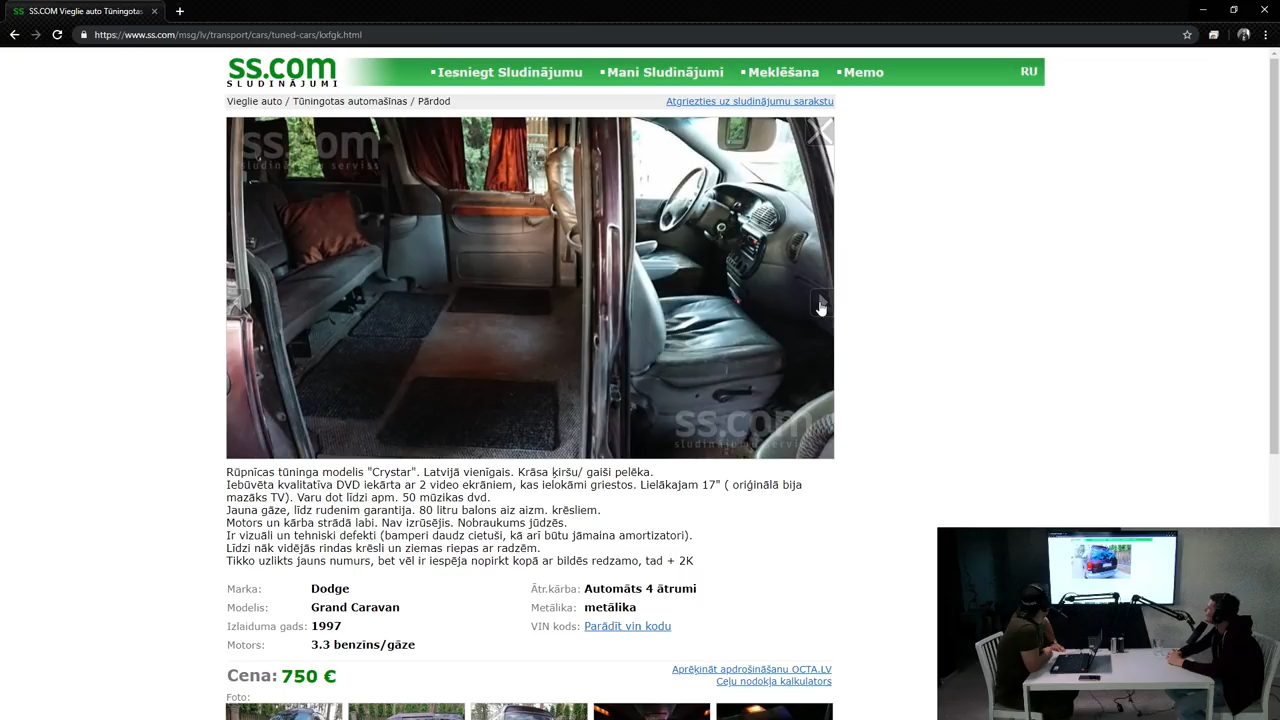 SS SS.COM Vieglie auto Tūningotas
https://www.ss.com/msg/lv/transport/cars/tuned-cars/kxfgk.html
ss.com
SLUDINĀJUMI
Iesniegt Sludinājumu
Mani Sludinājumi
Meklēšana
Memo
RU
Vieglie auto / Tūningotas automašīnas / Pārdod
Atgriezties uz sludinājumu sarakstu
ss.com
sludinājumu serviss
ss.com
sludinājumu serviss
Rūpnīcas tūninga modelis "Crystar". Latvijā vienīgais. Krāsa ķiršu/ gaiši pelēka.
Iebūvēta kvalitatīva DVD iekārta ar 2 video ekrāniem, kas ielokāmi griestos. Lielākajam 17" ( oriģinālā bija
mazāks TV). Varu dot līdzi apm. 50 mūzikas dvd.
Jauna gāze, līdz rudenim garantija. 80 litru balons aiz aizm. krēsliem.
Motors un kārba strādā labi. Nav izrūsējis. Nobraukums jūdzēs.
Ir vizuāli un tehniski defekti (bamperi daudz cietuši, kā arī būtu jāmaina amortizatori).
Līdzi nāk vidējās rindas krēsli un ziemas riepas ar radzēm.
Tikko uzlikts jauns numurs, bet vēl ir iespēja nopirkt kopā ar bildēs redzamo, tad + 2K
Marka: Dodge
Modelis: Grand Caravan
Izlaiduma gads: 1997
Motors: 3.3 benzīns/gāze
Ātr.kārba: Automāts 4 ātrumi
Metālika: metālika
VIN kods: Parādīt vin kodu
Cena: 750 €
Aprēķināt apdrošināšanu OCTA.LV
Ceļu nodokļa kalkulators
Foto: